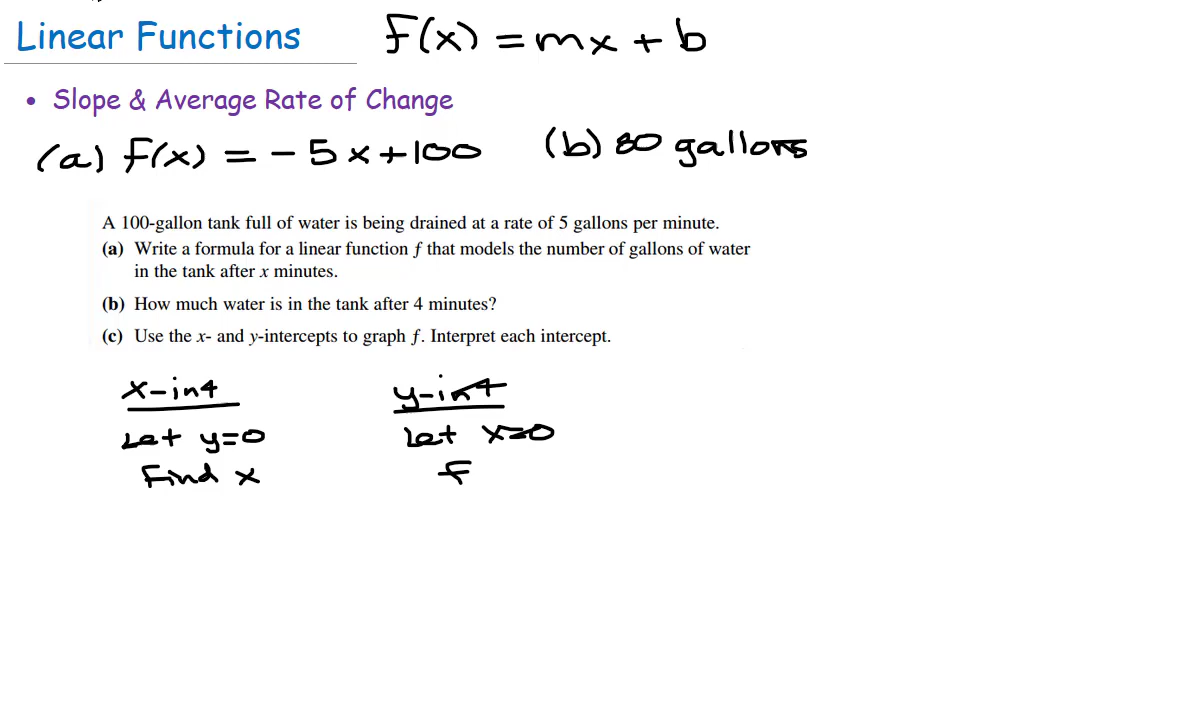 Linear Functions F(x) = mx + b
• Slope & Average Rate of Change
(a) F(x) = - 5x + 100 (b) 80 gallons
A 100-gallon tank full of water is being drained at a rate of 5 gallons per minute.
(a) Write a formula for a linear function f that models the number of gallons of water
in the tank after x minutes.
(b) How much water is in the tank after 4 minutes?
(c) Use the x- and y-intercepts to graph f. Interpret each intercept.
x-int y-int
Let y=0 Let x=0
Find x F